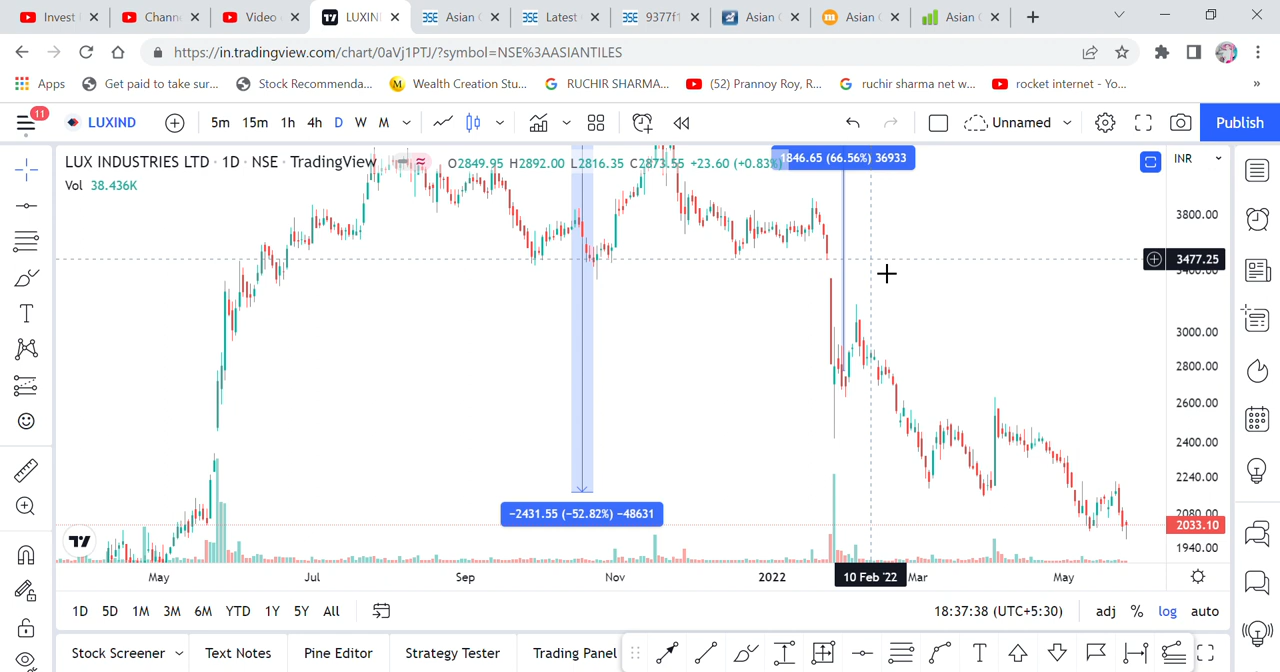 Invest
Chann
Video
LUXIND
Asian
Latest
9377f1
Asian
Asian
Asian
https://in.tradingview.com/chart/0aVj1PTJ/?symbol=NSE%3AASIANTILES
Apps
Get paid to take sur...
Stock Recommenda...
Wealth Creation Stu...
RUCHIR SHARMA...
(52) Prannoy Roy, R...
ruchir sharma net w...
rocket internet - Yo...
»
11
LUXIND
5m 15m 1h 4h D W M
Unnamed
Publish
LUX INDUSTRIES LTD · 1D · NSE · TradingView
O2849.95 H2892.00 L2816.35 C2873.55 +23.60 (+0.83%)
1846.65 (66.56%) 36933
INR
Vol 38.436K
3800.00
3477.25
3400.00
3000.00
2800.00
2600.00
2400.00
2240.00
2080.00
2033.10
1940.00
−2431.55 (−52.82%) −48631
May Jul Sep Nov 2022 10 Feb '22 Mar May
1D 5D 1M 3M 6M YTD 1Y 5Y All
18:37:38 (UTC+5:30)
adj % log auto
Stock Screener
Text Notes
Pine Editor
Strategy Tester
Trading Panel